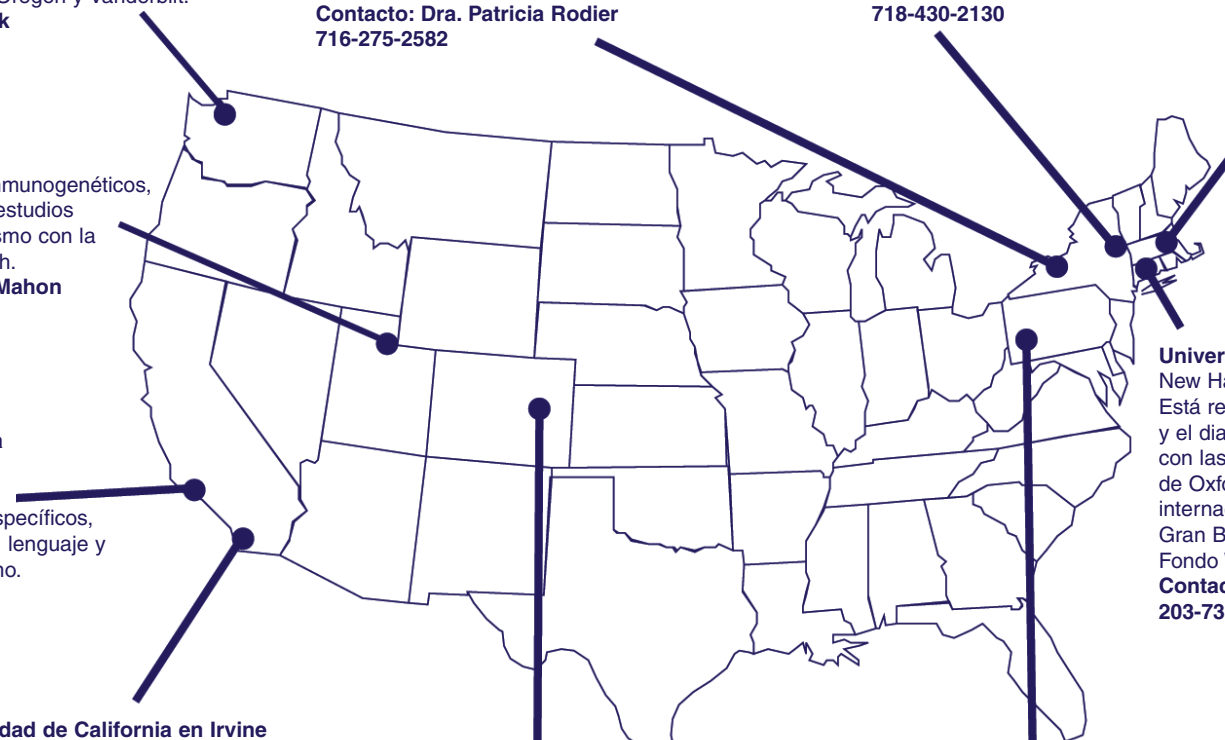 Oregon y Vanderbilt.
k
Contacto: Dra. Patricia Rodier
716-275-2582
718-430-2130
nmunogenéticos,
estudios
smo con la
h.
Mahon
a
specíficos,
lenguaje y
no.
dad de California en Irvine
Univer
New Ha
Está re
y el dia
con las
de Oxfo
interna
Gran B
Fondo
Contac
203-73